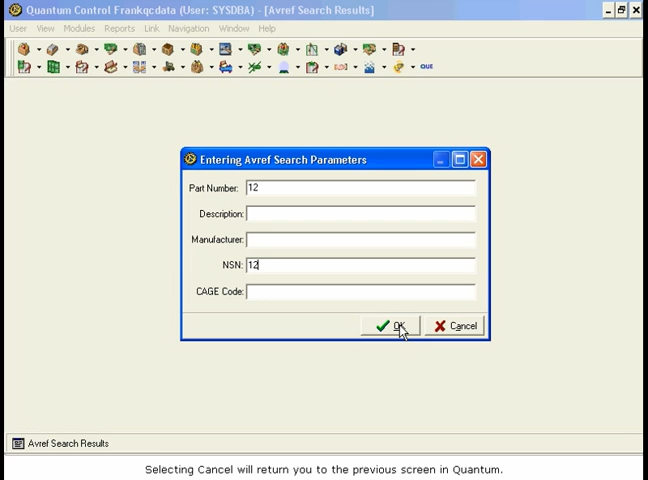 Quantum Control Frankqcdata (User: SYSDBA) - [Avref Search Results]
User View Modules Reports Link Navigation Window Help
QUE
Entering Avref Search Parameters
Part Number: 12
Description:
Manufacturer:
NSN: 12
CAGE Code:
OK Cancel
Avref Search Results
Selecting Cancel will return you to the previous screen in Quantum.